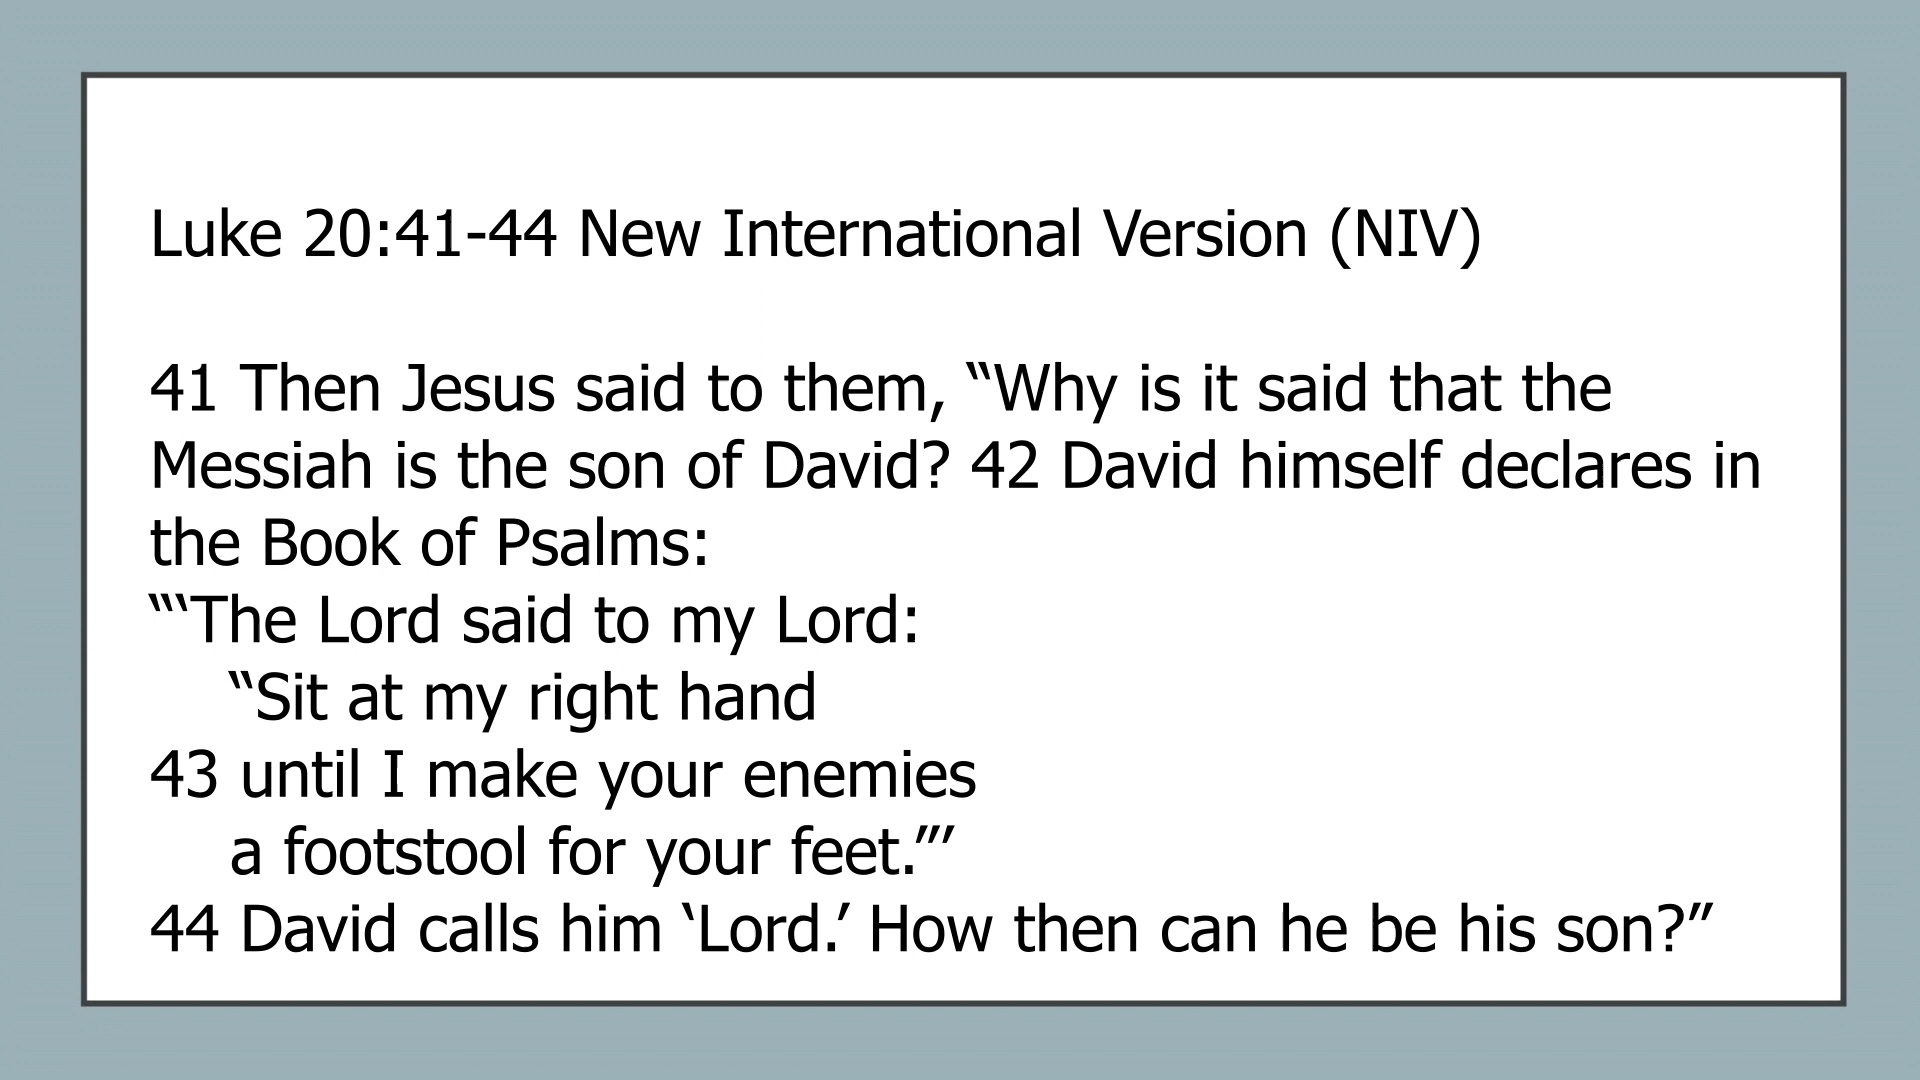 Luke 20:41-44 New International Version (NIV)
41 Then Jesus said to them, “Why is it said that the
Messiah is the son of David? 42 David himself declares in
the Book of Psalms:
“‘The Lord said to my Lord:
“Sit at my right hand
43 until I make your enemies
a footstool for your feet.”’
44 David calls him ‘Lord.’ How then can he be his son?”